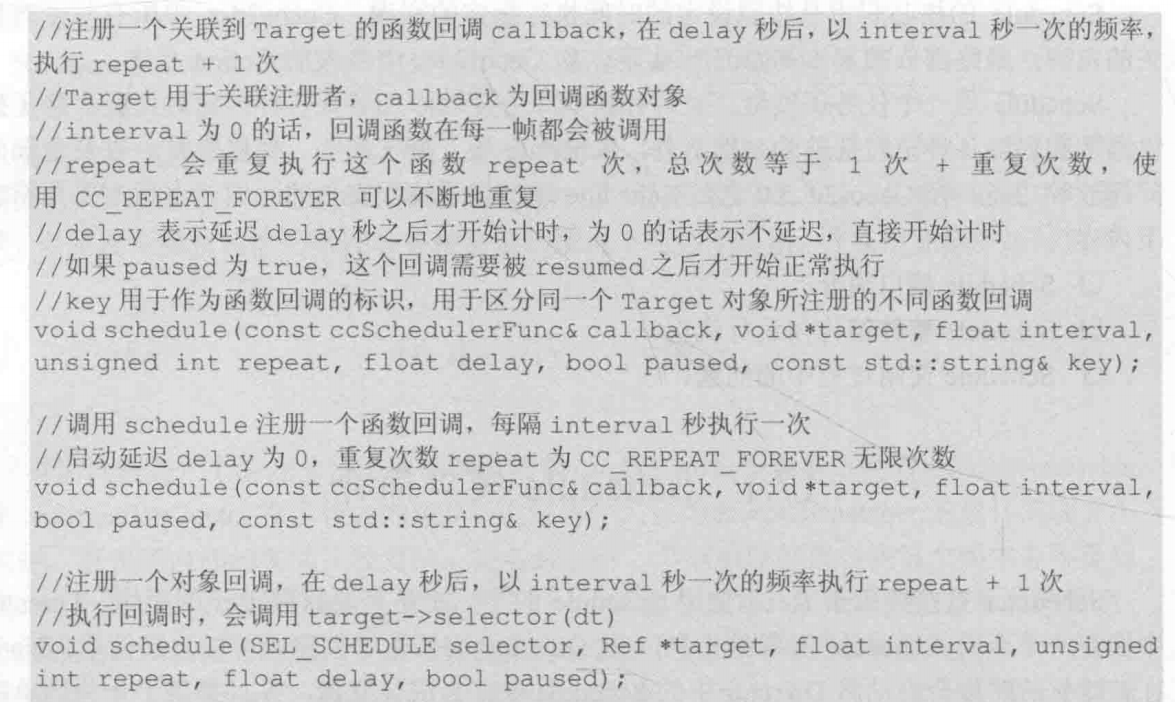 //注册一个关联到 Target 的函数回调 callback，在 delay 秒后，以 interval 秒一次的频率，
执行 repeat + 1 次
//Target 用于关联注册者，callback 为回调函数对象
//interval 为 0 的话，回调函数在每一帧都会被调用
//repeat 会重复执行这个函数 repeat 次，总次数等于 1 次 + 重复次数，使
用 CC_REPEAT_FOREVER 可以不断地重复
//delay 表示延迟 delay 秒之后才开始计时，为 0 的话表示不延迟，直接开始计时
//如果 paused 为 true，这个回调需要被 resumed 之后才开始正常执行
//key 用于作为函数回调的标识，用于区分同一个 Target 对象所注册的不同函数回调
void schedule(const ccSchedulerFunc& callback, void *target, float interval,
unsigned int repeat, float delay, bool paused, const std::string& key);
//调用 schedule 注册一个函数回调，每隔 interval 秒执行一次
//启动延迟 delay 为 0，重复次数 repeat 为 CC_REPEAT_FOREVER 无限次数
void schedule(const ccSchedulerFunc& callback, void *target, float interval,
bool paused, const std::string& key);
//注册一个对象回调，在 delay 秒后，以 interval 秒一次的频率执行 repeat + 1 次
//执行回调时，会调用 target->selector(dt)
void schedule(SEL_SCHEDULE selector, Ref *target, float interval, unsigned
int repeat, float delay, bool paused);